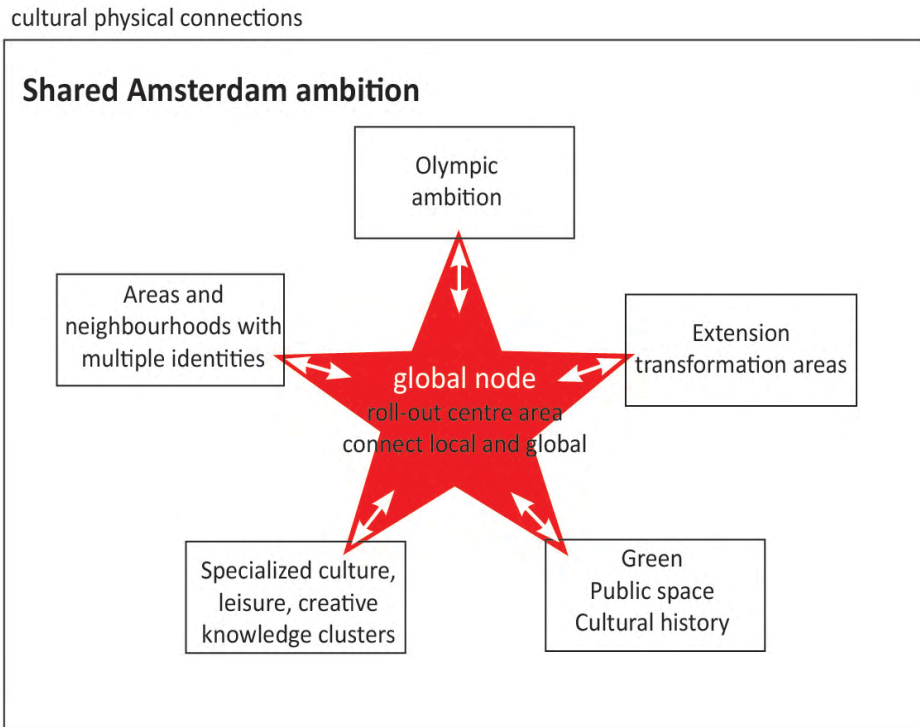 cultural physical connections
Shared Amsterdam ambition
Olympic
ambition
Areas and
neighbourhoods with
multiple identities
Extension
transformation areas
global node
roll-out centre area
connect local and global
Specialized culture,
leisure, creative
knowledge clusters
Green
Public space
Cultural history